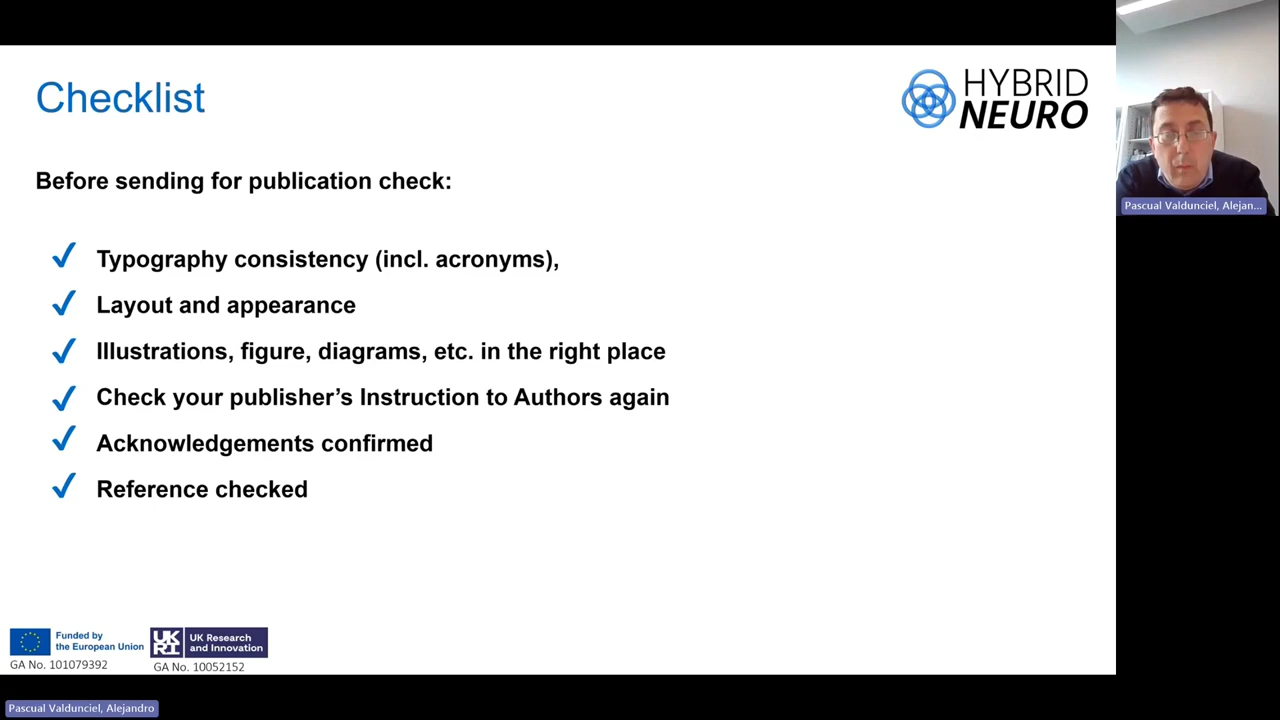 Checklist
HYBRID
NEURO
Before sending for publication check:
✓ Typography consistency (incl. acronyms),
✓ Layout and appearance
✓ Illustrations, figure, diagrams, etc. in the right place
✓ Check your publisher’s Instruction to Authors again
✓ Acknowledgements confirmed
✓ Reference checked
Funded by
the European Union
GA No. 101079392
UKRI
UK Research
and Innovation
GA No. 10052152
Pascual Valdunciel, Alejan...
Pascual Valdunciel, Alejandro